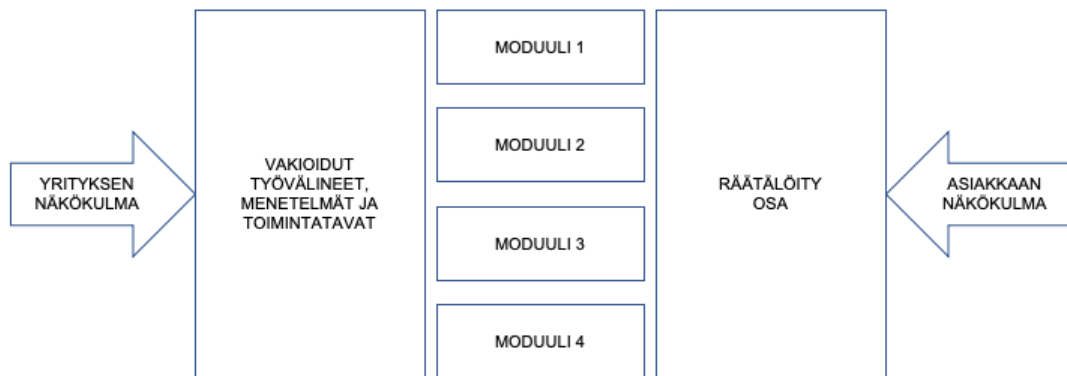 YRITYKSEN
NÄKÖKULMA
VAKIOIDUT
TYÖVÄLINEET,
MENETELMÄT JA
TOIMINTATAVAT
MODUULI 1
MODUULI 2
MODUULI 3
MODUULI 4
RÄÄTÄLÖITY
OSA
ASIAKKAAN
NÄKÖKULMA